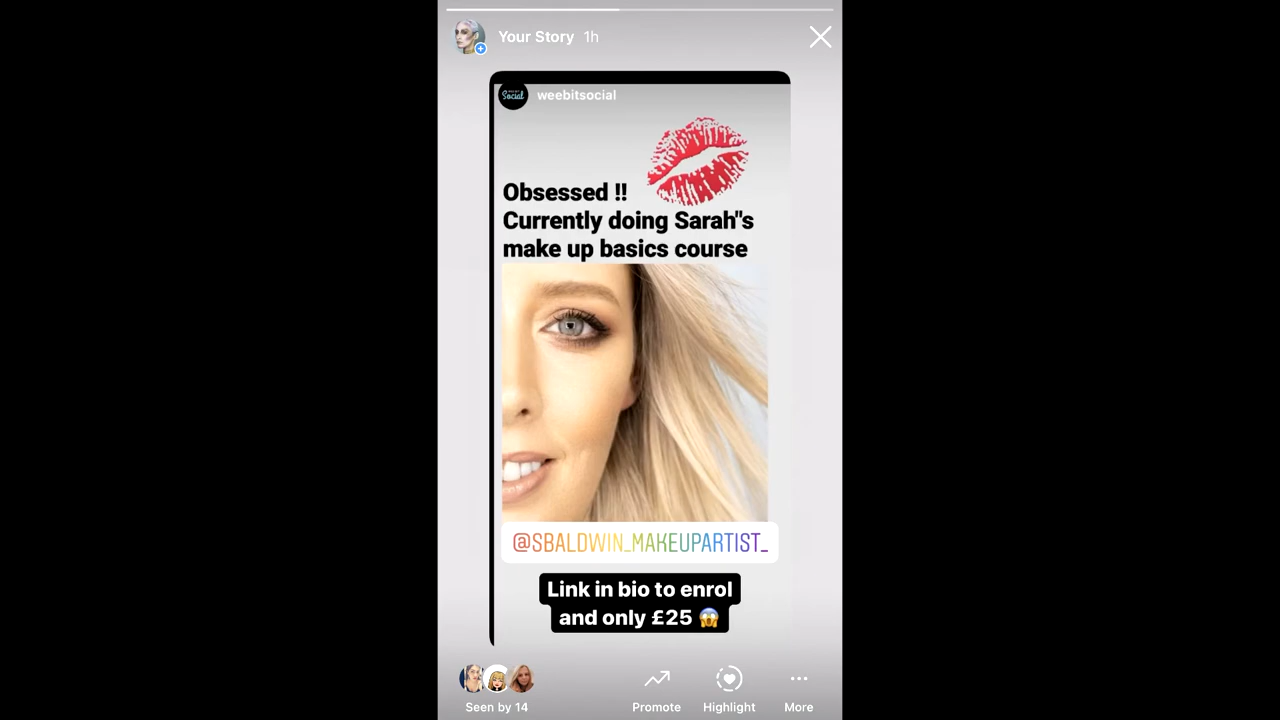 Your Story 1h
Social weebitsocial
Obsessed !!
Currently doing Sarah"s
make up basics course
@SBALDWIN_MAKEUPARTIST_
Link in bio to enrol
and only £25 😱
Seen by 14
Promote
Highlight
More